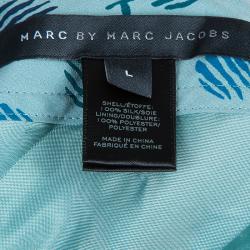 MARC BY MARC JACOBS
L
SHELL/ÉTOFFE:
100% SILK/SOIE
LINING/DOUBLURE:
100% POLYESTER/
POLYESTER
MADE IN CHINA
FABRIQUÉ EN CHINE